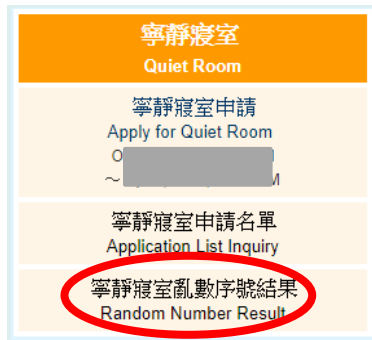 寧靜寢室
Quiet Room
寧靜寢室申請
Apply for Quiet Room
～
寧靜寢室申請名單
Application List Inquiry
寧靜寢室亂數序號結果
Random Number Result